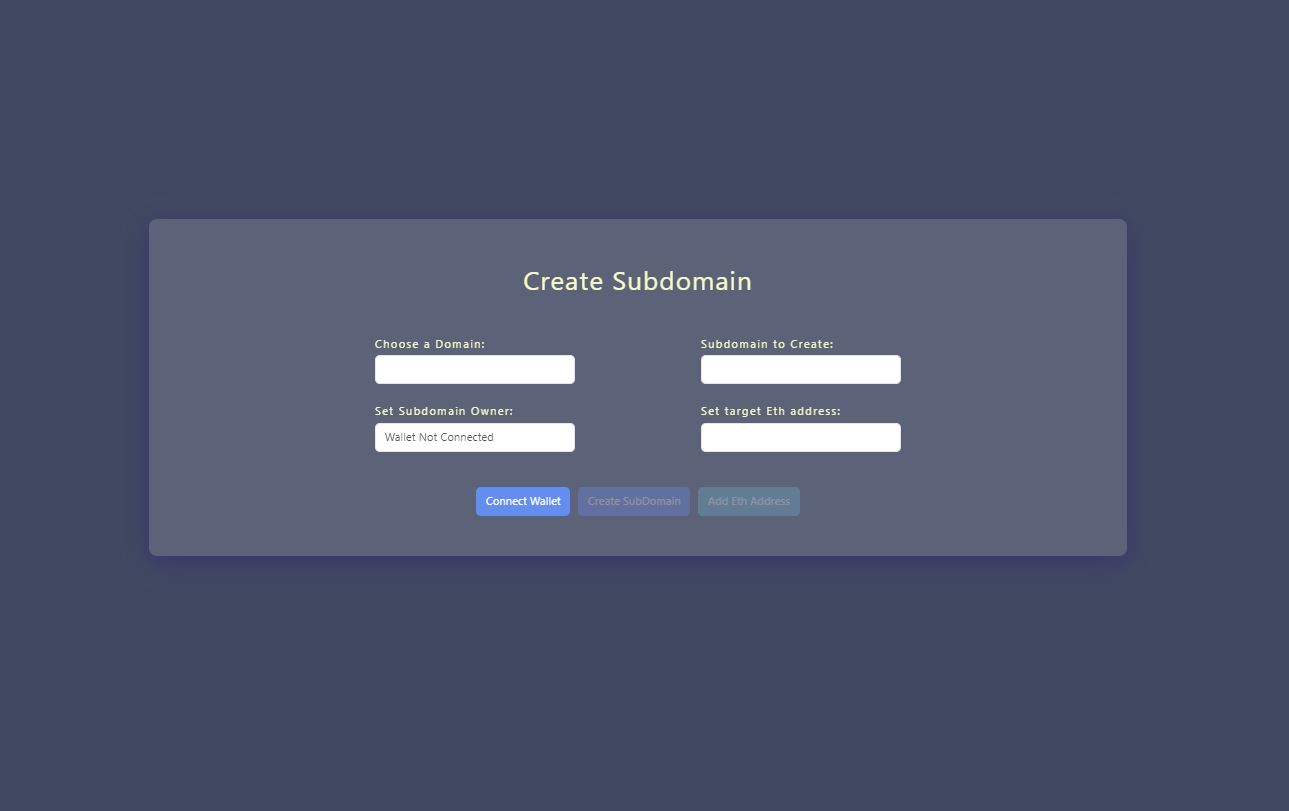 Create Subdomain
Choose a Domain: Subdomain to Create:
Set Subdomain Owner: Set target Eth address:
Wallet Not Connected
Connect Wallet Create SubDomain Add Eth Address